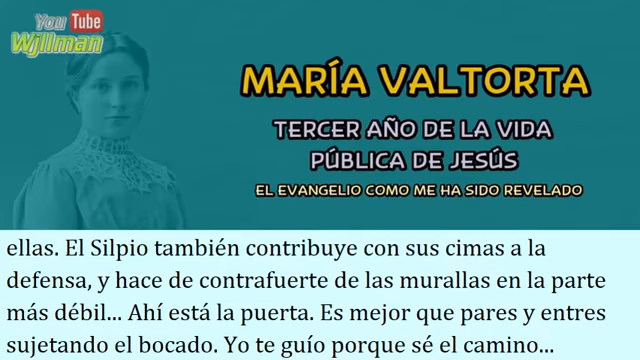 You Tube
Wjllman
MARÍA VALTORTA
TERCER AÑO DE LA VIDA
PÚBLICA DE JESÚS
EL EVANGELIO COMO ME HA SIDO REVELADO
ellas. El Silpio también contribuye con sus cimas a la
defensa, y hace de contrafuerte de las murallas en la parte
más débil... Ahí está la puerta. Es mejor que pares y entres
sujetando el bocado. Yo te guío porque sé el camino...